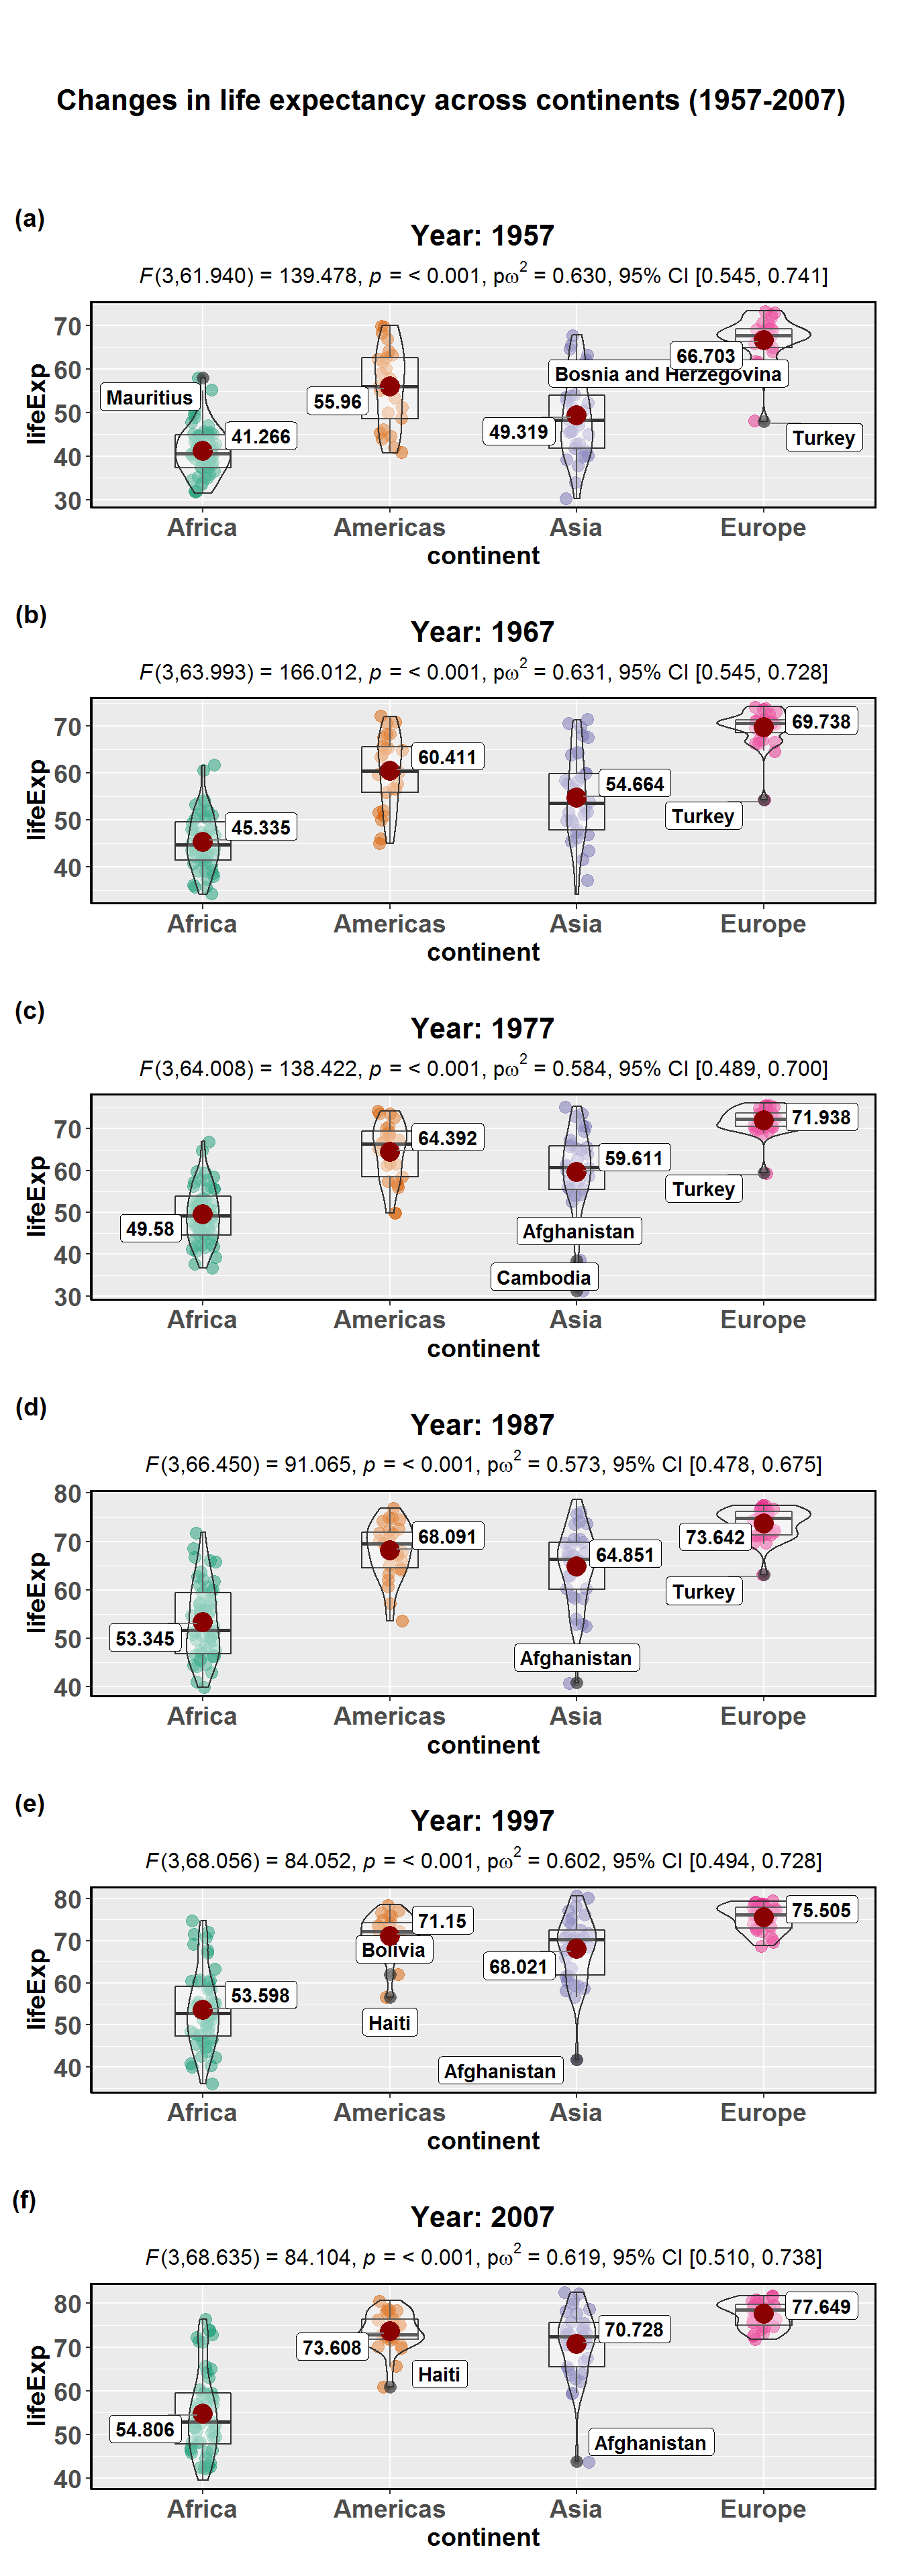 Changes in life expectancy across continents (1957-2007)
(a)
Year: 1957
F(3,61.940) = 139.478, p = < 0.001, pω2 = 0.630, 95% CI [0.545, 0.741]
lifeExp
70
60
50
40
30
Mauritius
41.266
55.96
49.319
66.703
Bosnia and Herzegovina
Turkey
Africa Americas Asia Europe
continent
(b)
Year: 1967
F(3,63.993) = 166.012, p = < 0.001, pω2 = 0.631, 95% CI [0.545, 0.728]
lifeExp
70
60
50
40
45.335
60.411
54.664
69.738
Turkey
Africa Americas Asia Europe
continent
(c)
Year: 1977
F(3,64.008) = 138.422, p = < 0.001, pω2 = 0.584, 95% CI [0.489, 0.700]
lifeExp
70
60
50
40
30
49.58
64.392
59.611
Afghanistan
Cambodia
71.938
Turkey
Africa Americas Asia Europe
continent
(d)
Year: 1987
F(3,66.450) = 91.065, p = < 0.001, pω2 = 0.573, 95% CI [0.478, 0.675]
lifeExp
80
70
60
50
40
53.345
68.091
64.851
Afghanistan
73.642
Turkey
Africa Americas Asia Europe
continent
(e)
Year: 1997
F(3,68.056) = 84.052, p = < 0.001, pω2 = 0.602, 95% CI [0.494, 0.728]
lifeExp
80
70
60
50
40
53.598
71.15
Bolivia
Haiti
68.021
Afghanistan
75.505
Africa Americas Asia Europe
continent
(f)
Year: 2007
F(3,68.635) = 84.104, p = < 0.001, pω2 = 0.619, 95% CI [0.510, 0.738]
lifeExp
80
70
60
50
40
54.806
73.608
Haiti
70.728
Afghanistan
77.649
Africa Americas Asia Europe
continent